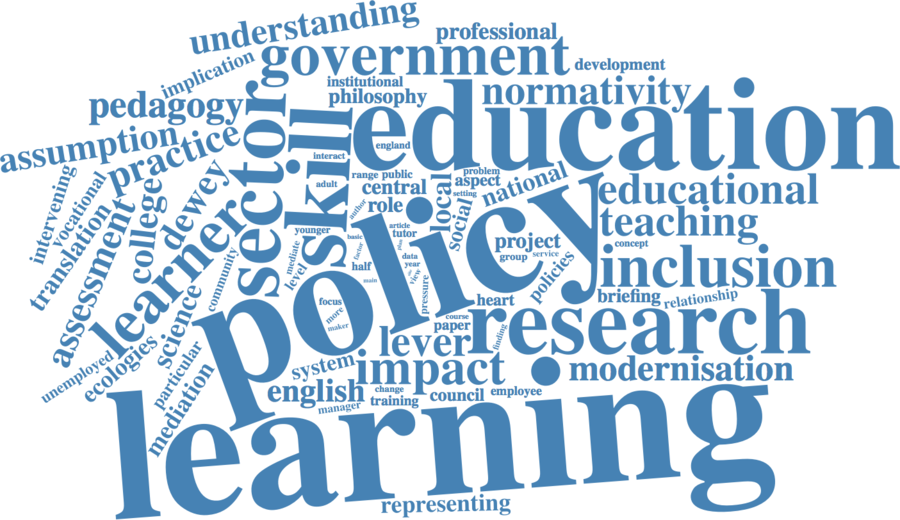 understanding
professional
government
development
implication
institutional
philosophy
normativity
pedagogy
education
assumption
practice
sector
skill
england
interact
adult
range
public
problem
aspect
setting
national
central
role
author
local
social
educational
teaching
concept
intervening
vocational
translation
assessment
college
dewey
learner
community
science
ecologies
unemployed
particular
mediation
younger
mediate
level
basic
factor
half
main
article
tutor
plan
data
year
view
pressure
policy
project
group
service
policies
inclusion
briefing
relationship
heart
focus
more
maker
course
paper
finding
research
lever
system
impact
modernisation
english
change
training
council
employee
manager
learning
representing